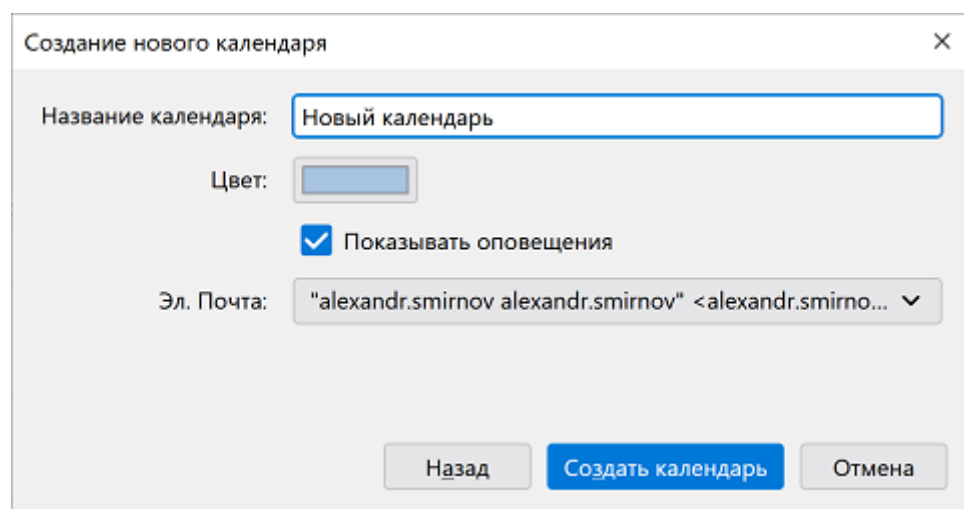 Создание нового календаря
Название календаря: Новый календарь
Цвет:
Показывать оповещения
Эл. Почта: "alexandr.smirnov alexandr.smirnov" <alexandr.smirno...
Назад Создать календарь Отмена